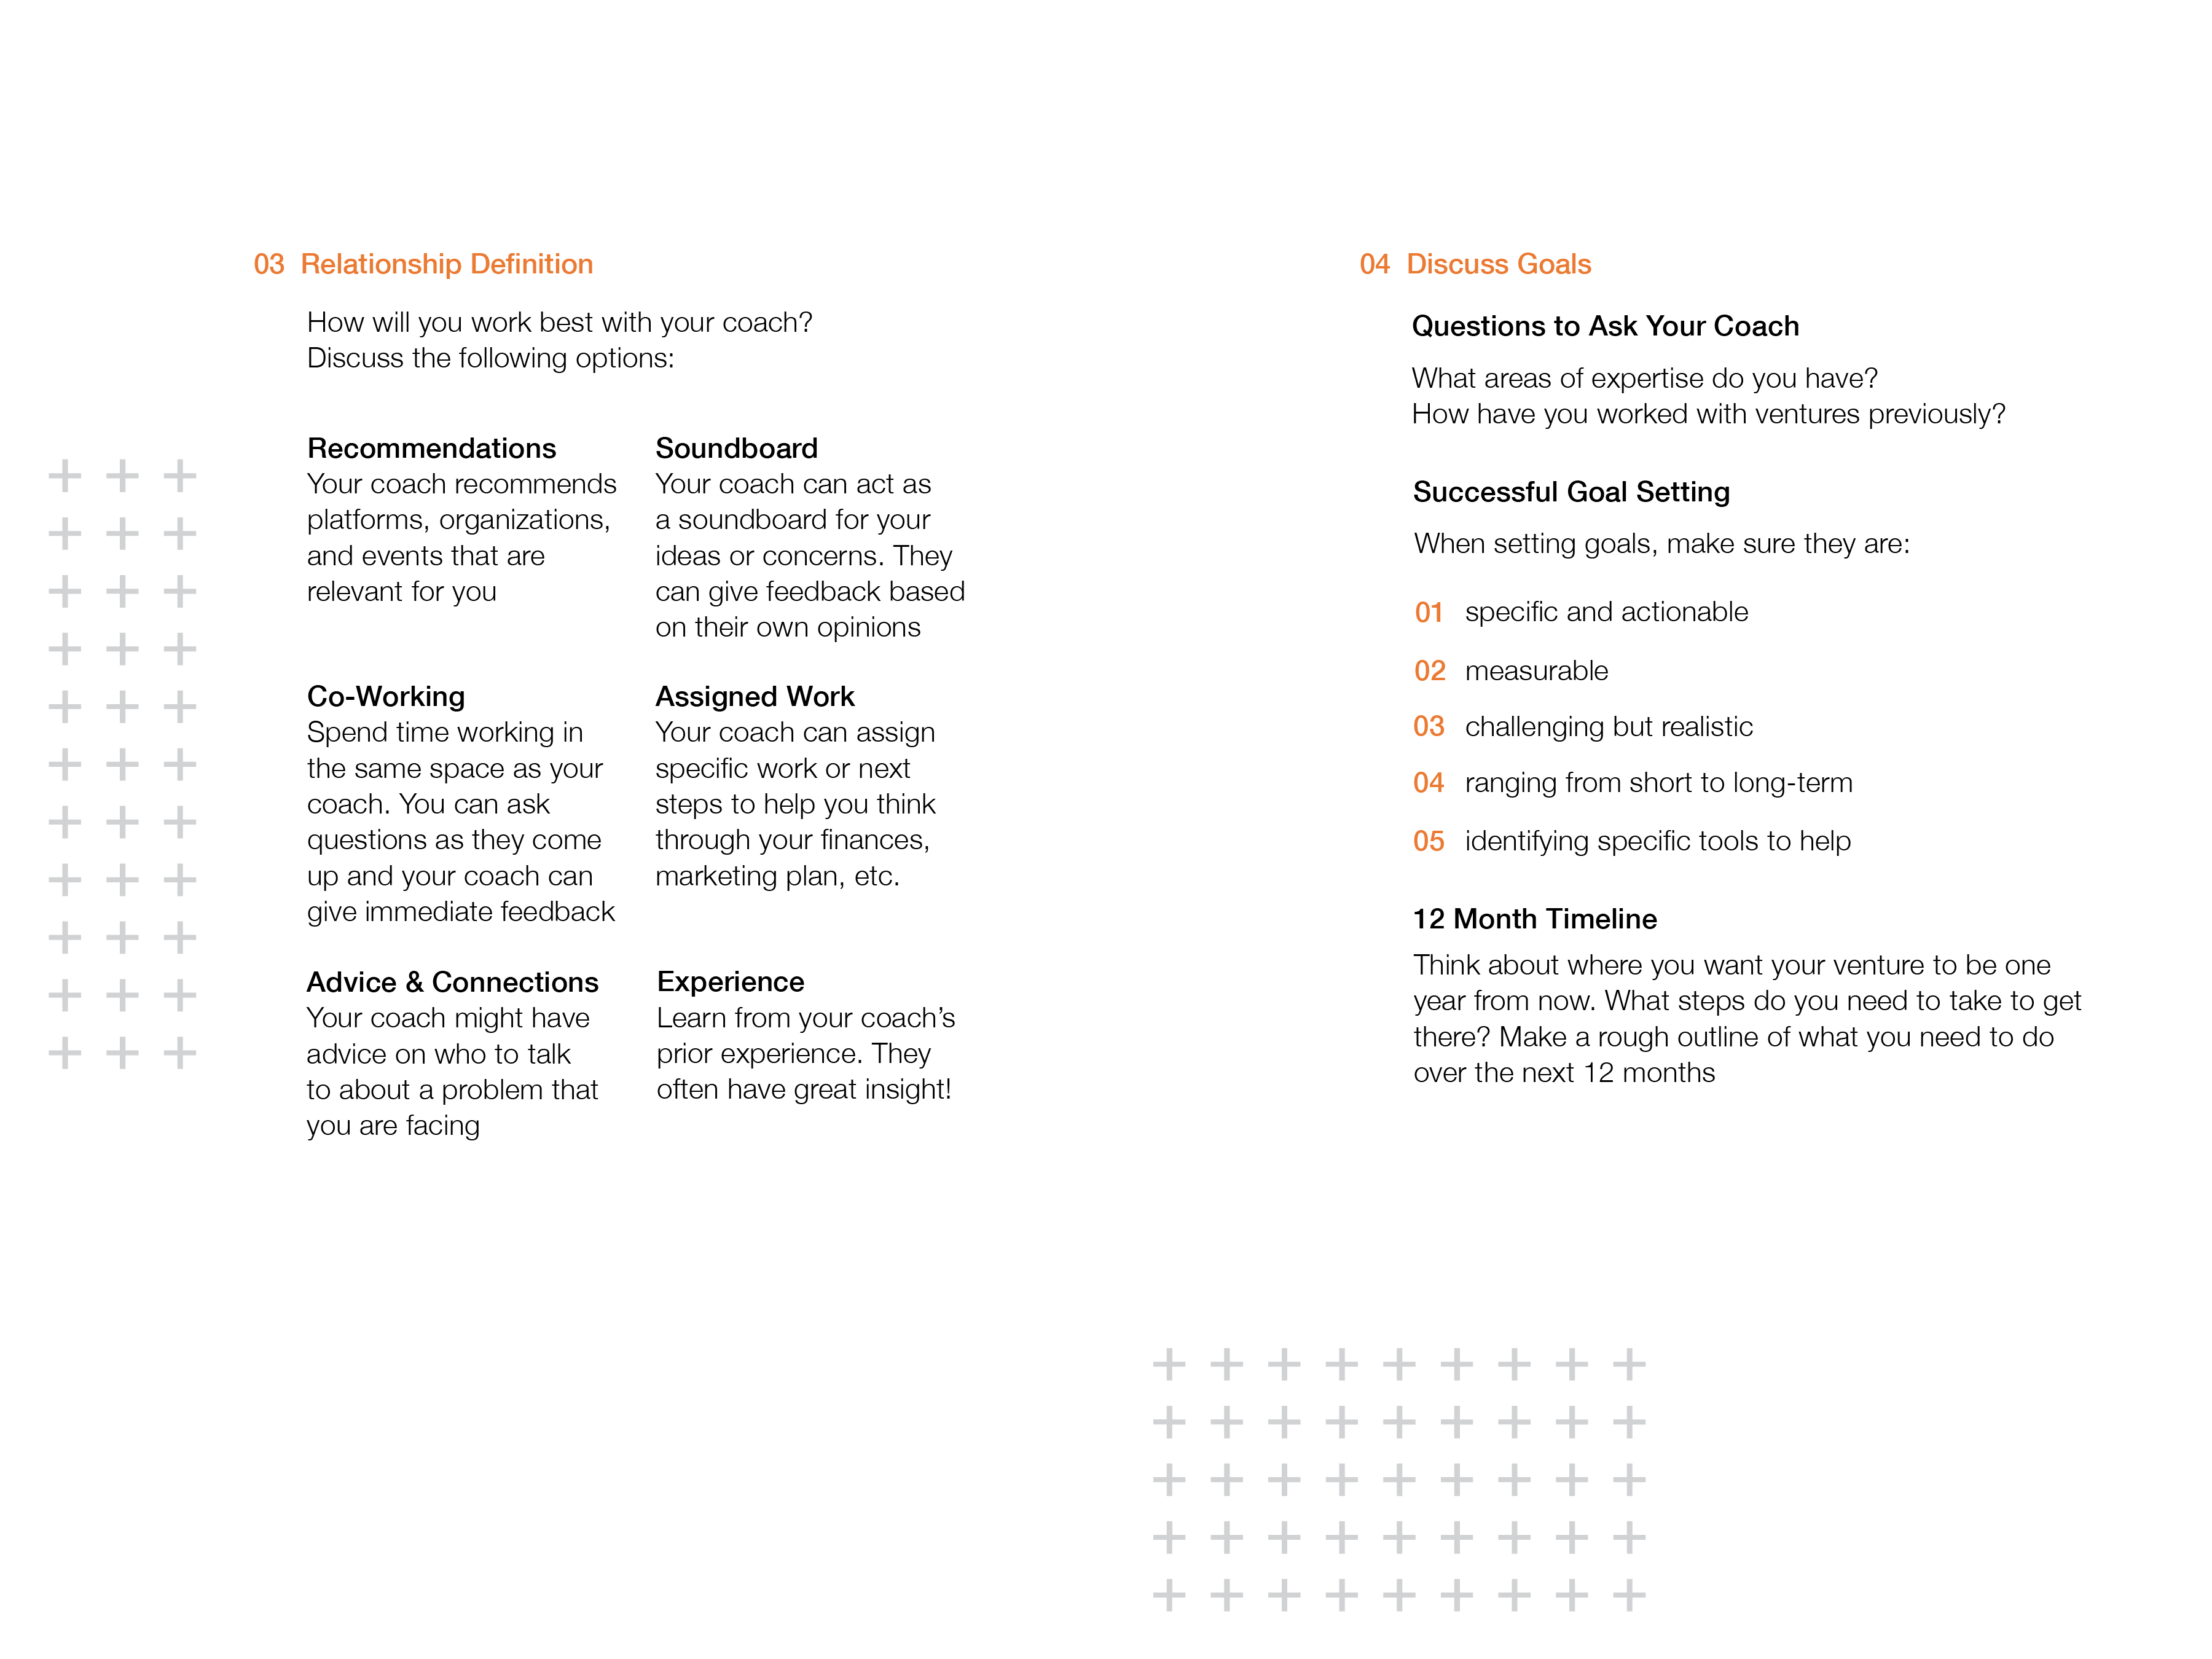 03 Relationship Definition
How will you work best with your coach?
Discuss the following options:
Recommendations
Your coach recommends
platforms, organizations,
and events that are
relevant for you
Soundboard
Your coach can act as
a soundboard for your
ideas or concerns. They
can give feedback based
on their own opinions
Co-Working
Spend time working in
the same space as your
coach. You can ask
questions as they come
up and your coach can
give immediate feedback
Assigned Work
Your coach can assign
specific work or next
steps to help you think
through your finances,
marketing plan, etc.
Advice & Connections
Your coach might have
advice on who to talk
to about a problem that
you are facing
Experience
Learn from your coach’s
prior experience. They
often have great insight!
04 Discuss Goals
Questions to Ask Your Coach
What areas of expertise do you have?
How have you worked with ventures previously?
Successful Goal Setting
When setting goals, make sure they are:
01 specific and actionable
02 measurable
03 challenging but realistic
04 ranging from short to long-term
05 identifying specific tools to help
12 Month Timeline
Think about where you want your venture to be one
year from now. What steps do you need to take to get
there? Make a rough outline of what you need to do
over the next 12 months